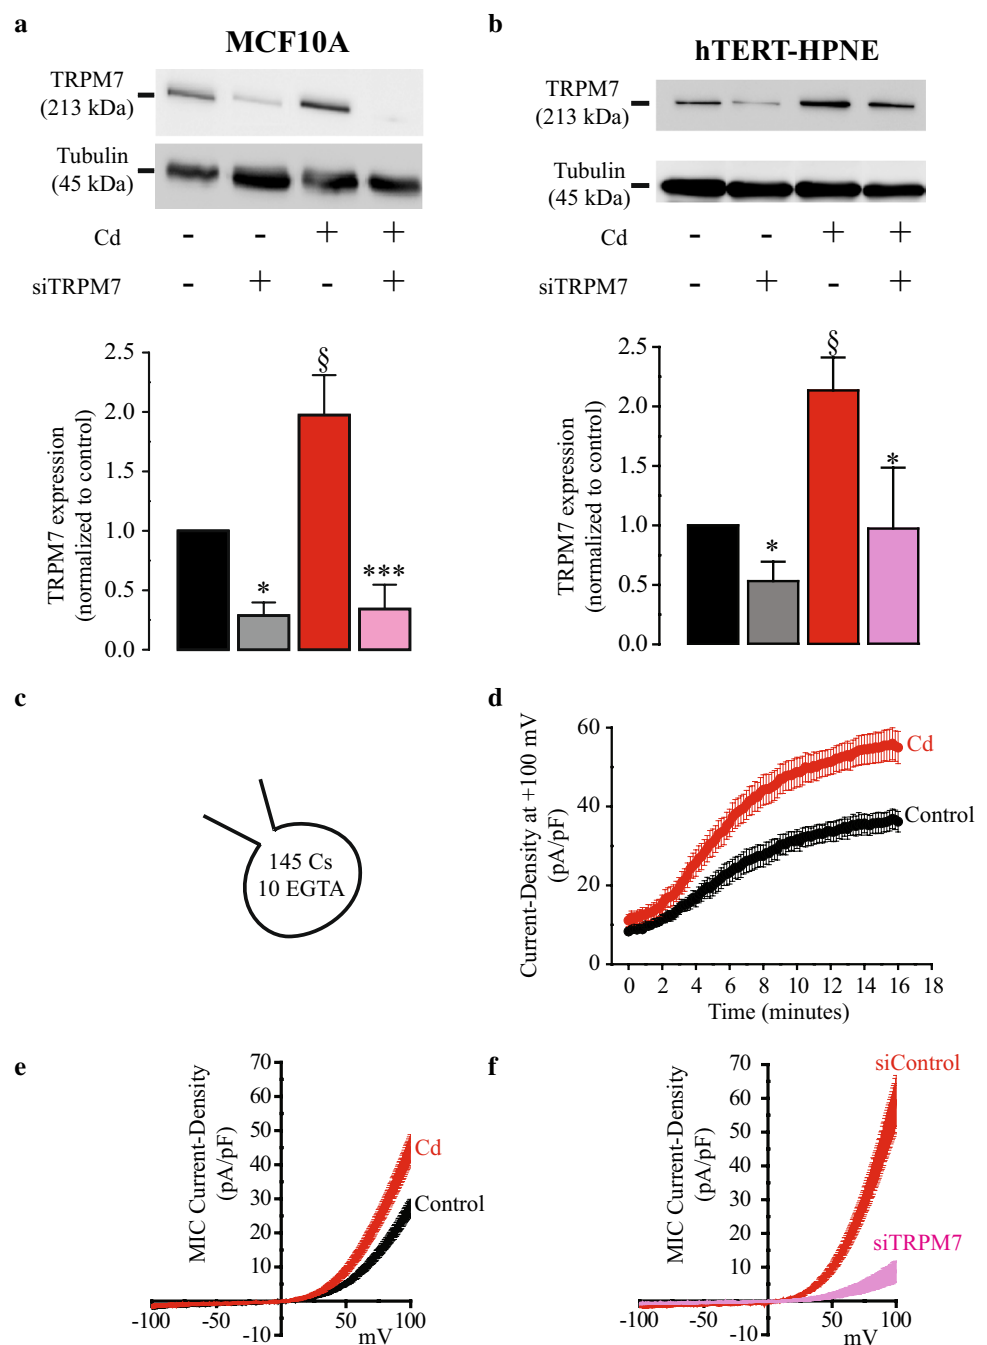 a
MCF10A
TRPM7
(213 kDa)
Tubulin
(45 kDa)
Cd - - + +
siTRPM7 - + - +
TRPM7 expression
(normalized to control)
2.5
2.0
1.5
1.0
0.5
0.0
*
§
***
b
hTERT-HPNE
TRPM7
(213 kDa)
Tubulin
(45 kDa)
Cd - - + +
siTRPM7 - + - +
TRPM7 expression
(normalized to control)
2.5
2.0
1.5
1.0
0.5
0.0
*
§
*
c
145 Cs
10 EGTA
d
Current-Density at +100 mV
(pA/pF)
60
40
20
0
Cd
Control
0 2 4 6 8 10 12 14 16 18
Time (minutes)
e
MIC Current-Density
(pA/pF)
70
60
50
40
30
20
10
-10
Cd
Control
-100 -50 50 100
mV
f
MIC Current-Density
(pA/pF)
70
60
50
40
30
20
10
-10
siControl
siTRPM7
-100 -50 50 100
mV